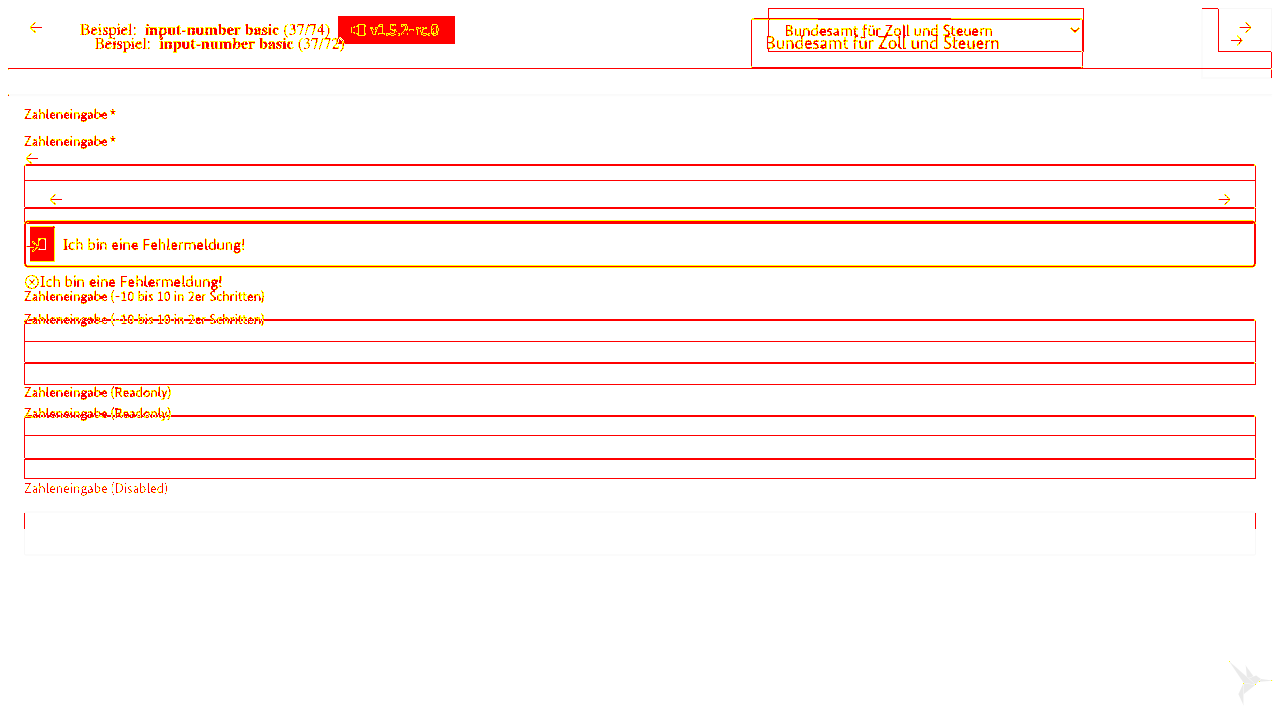 Beispiel: input-number basic (37/74)
v1.5.2-rc.0
Bundesamt für Zoll und Steuern
Beispiel: input-number basic (37/72)
Bundesamt für Zoll und Steuern
Zahleneingabe *
Zahleneingabe *
Ich bin eine Fehlermeldung!
Ich bin eine Fehlermeldung!
Zahleneingabe (-10 bis 10 in 2er Schritten)
Zahleneingabe (-10 bis 10 in 2er Schritten)
Zahleneingabe (Readonly)
Zahleneingabe (Readonly)
Zahleneingabe (Disabled)